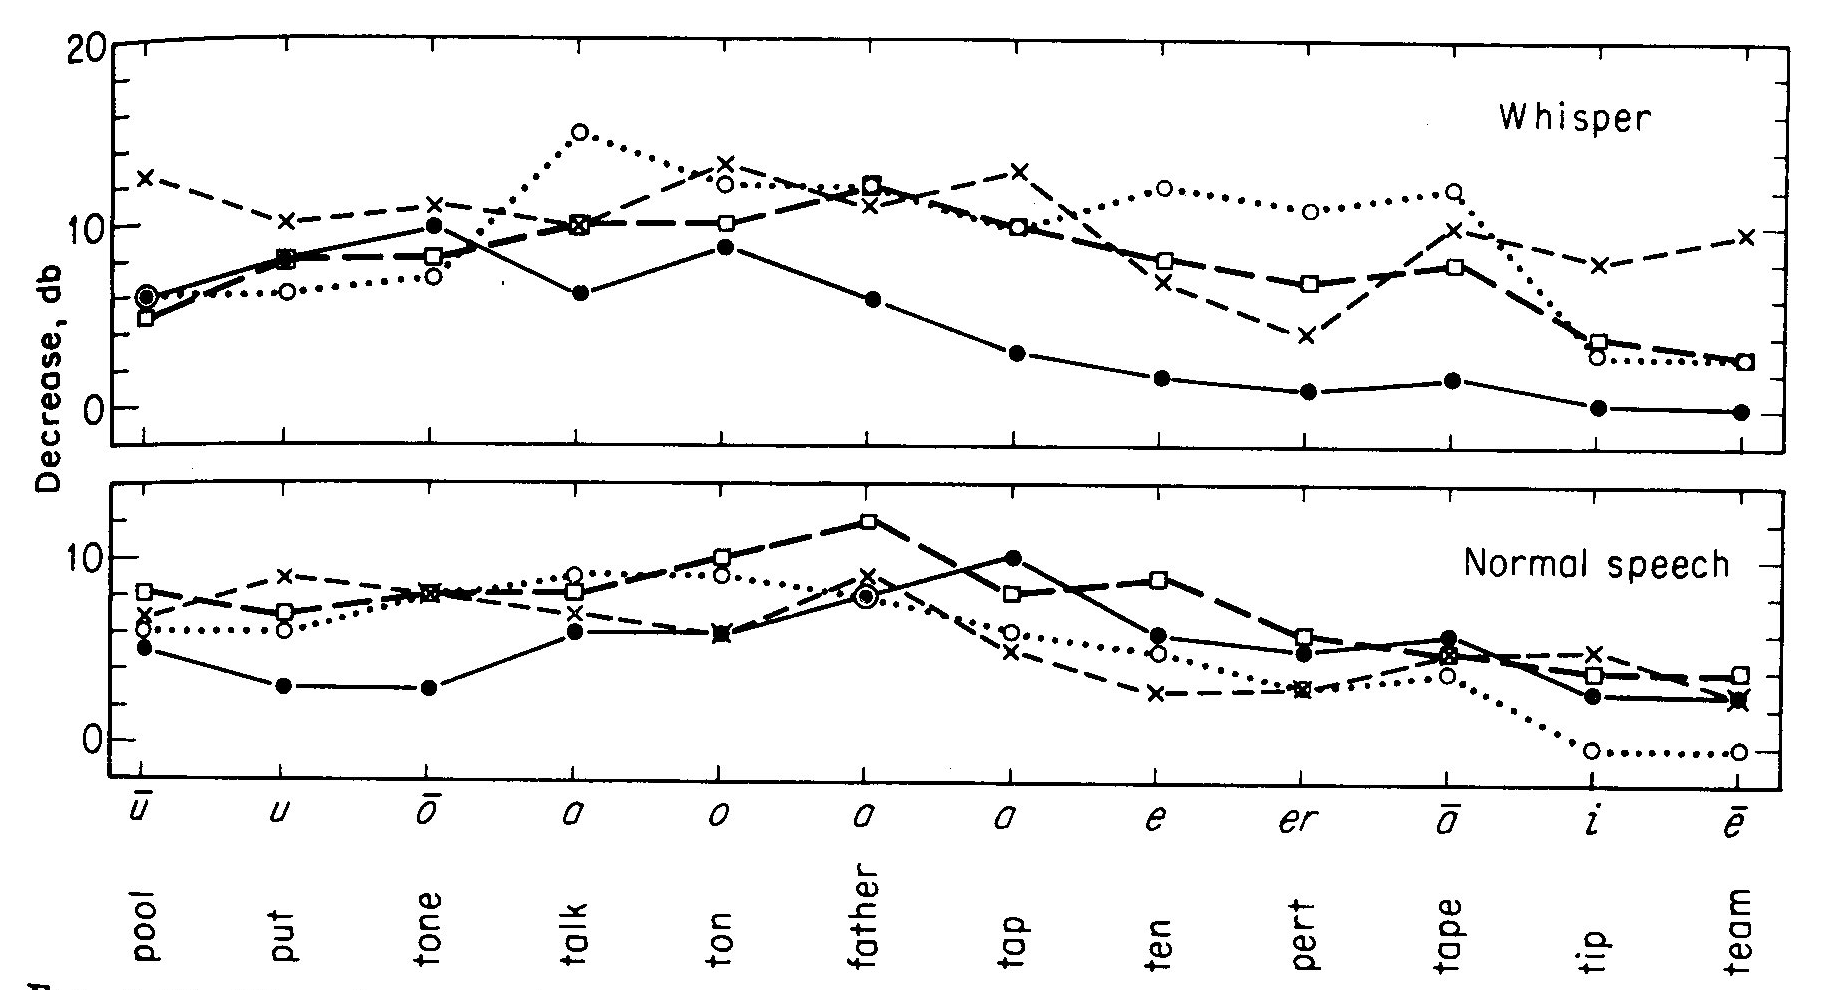 20
Whisper
10
0
Decrease, db
10
Normal speech
0
ū u ō a o a a e er ā i ē
pool put tone talk ton father tap ten pert tape tip team